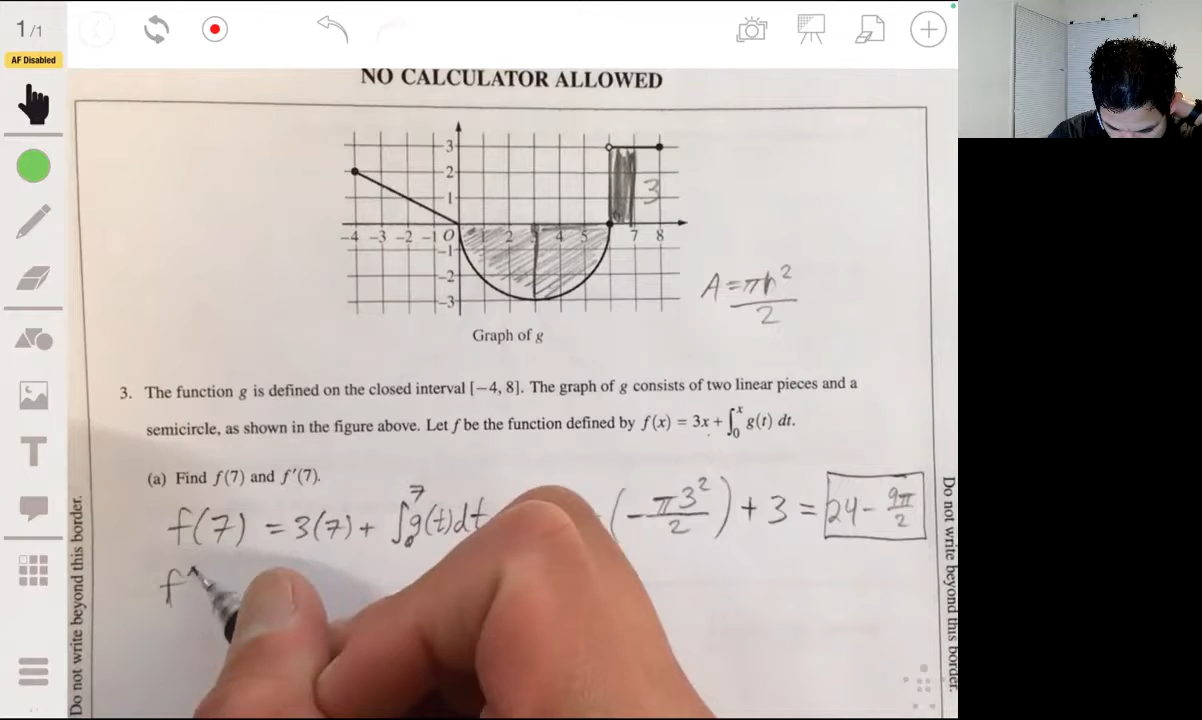 1/1
AF Disabled
NO CALCULATOR ALLOWED
3
2
1
-4 -3 -2 -1 O 2 4 5 7 8
-1
-2
-3
3
A = πr²/2
Graph of g
3. The function g is defined on the closed interval [−4, 8]. The graph of g consists of two linear pieces and a
semicircle, as shown in the figure above. Let f be the function defined by f(x) = 3x + ∫₀ˣ g(t) dt.
(a) Find f(7) and f′(7).
f(7) = 3(7) + ∫₀⁷ g(t)dt (−π3²/2) + 3 = 24 − 9π/2
f'
Do not write beyond this border.
Do not write beyond this border.
T